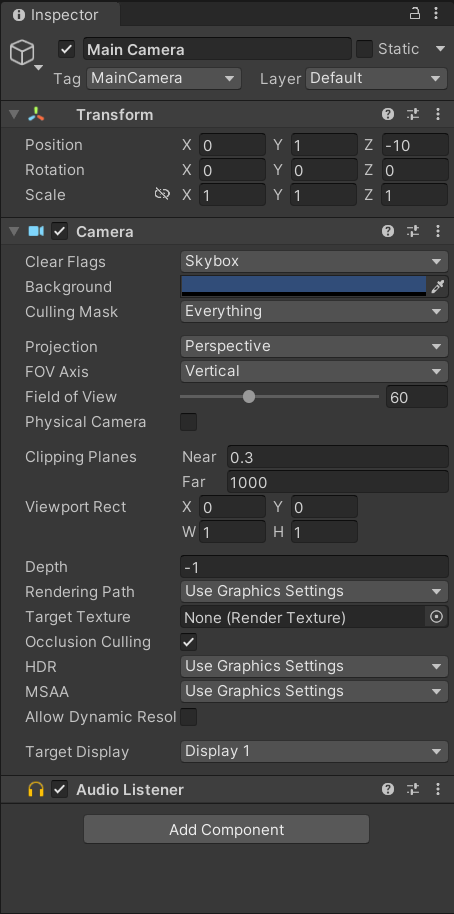 Inspector
Main Camera Static
Tag MainCamera Layer Default
Transform
Position X 0 Y 1 Z -10
Rotation X 0 Y 0 Z 0
Scale X 1 Y 1 Z 1
Camera
Clear Flags Skybox
Background
Culling Mask Everything
Projection Perspective
FOV Axis Vertical
Field of View 60
Physical Camera
Clipping Planes Near 0.3
Far 1000
Viewport Rect X 0 Y 0
W 1 H 1
Depth -1
Rendering Path Use Graphics Settings
Target Texture None (Render Texture)
Occlusion Culling
HDR Use Graphics Settings
MSAA Use Graphics Settings
Allow Dynamic Resol
Target Display Display 1
Audio Listener
Add Component